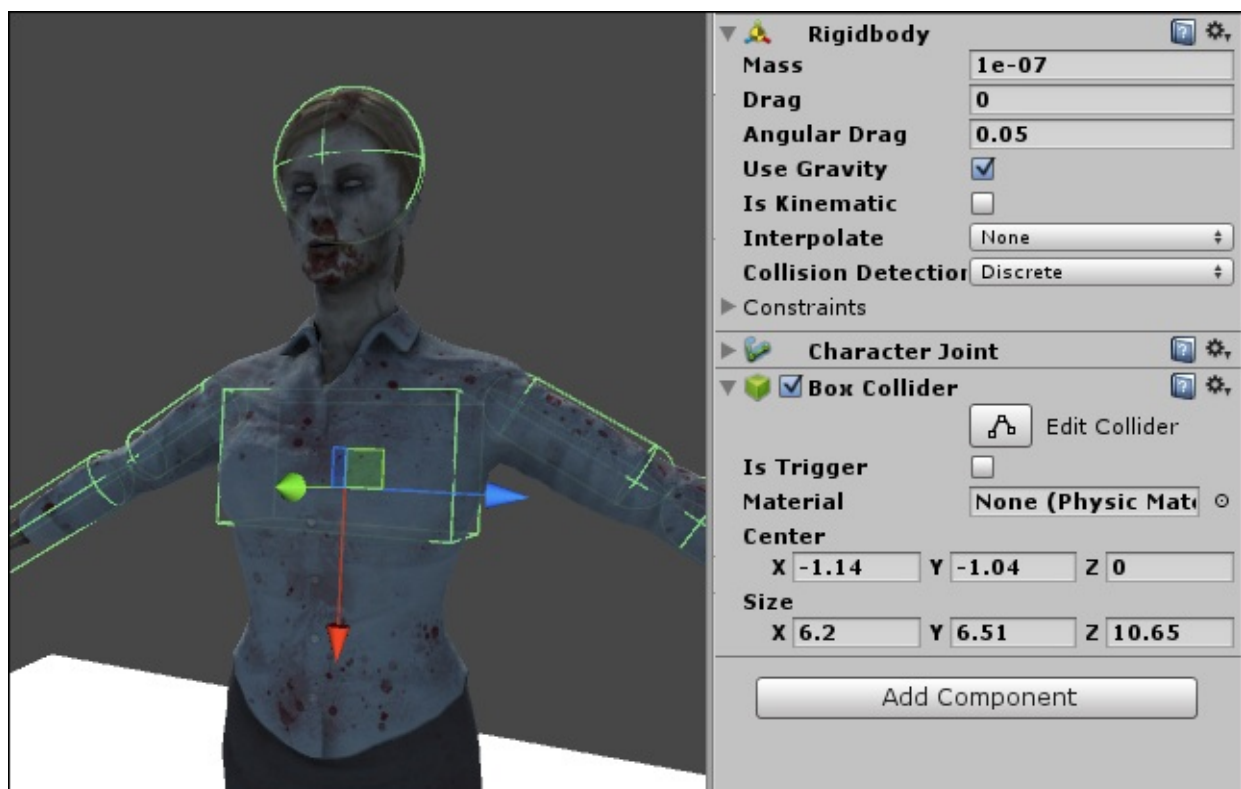 Rigidbody
Mass 1e-07
Drag 0
Angular Drag 0.05
Use Gravity
Is Kinematic
Interpolate None
Collision Detection Discrete
Constraints
Character Joint
Box Collider
Edit Collider
Is Trigger
Material None (Physic Mate
Center
X -1.14 Y -1.04 Z 0
Size
X 6.2 Y 6.51 Z 10.65
Add Component